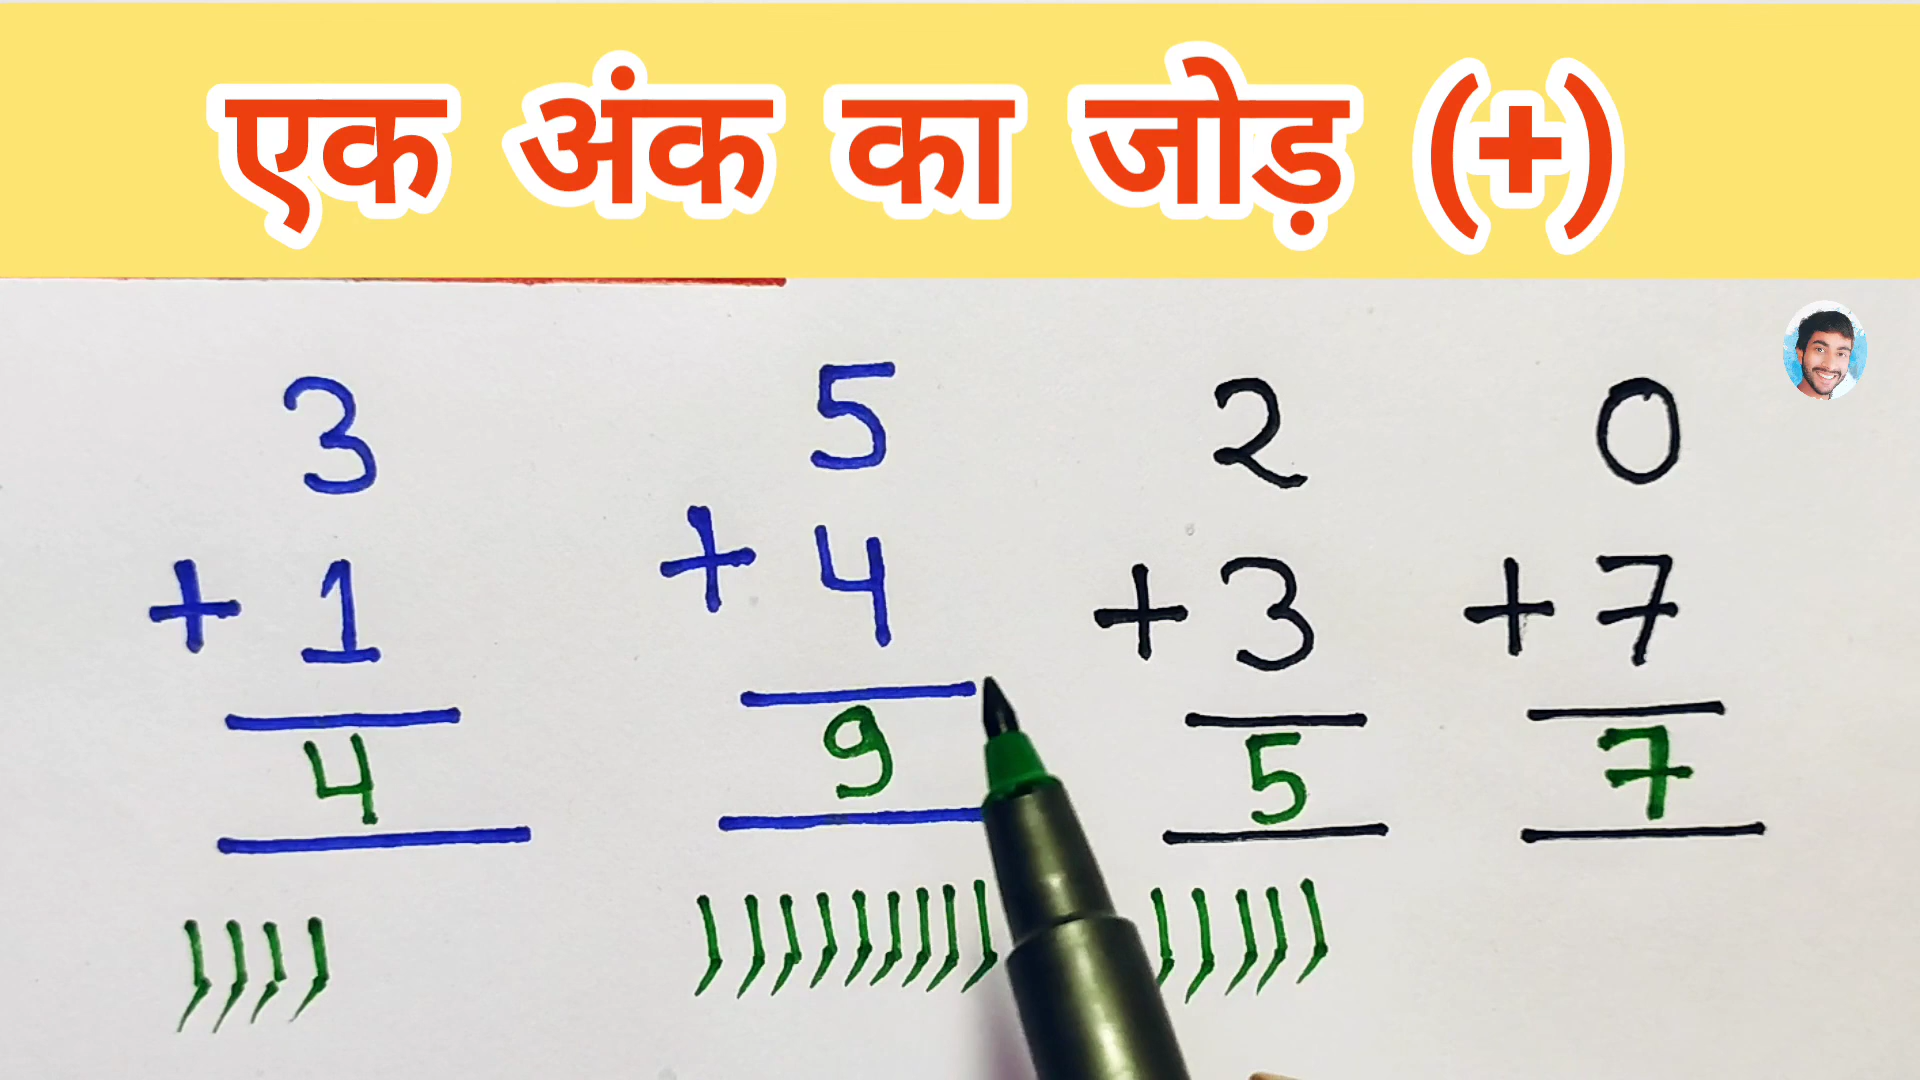 एक अंक का जोड़ (+)
3 5 2 0
+ 1 + 4 + 3 + 7
4 9 5 7